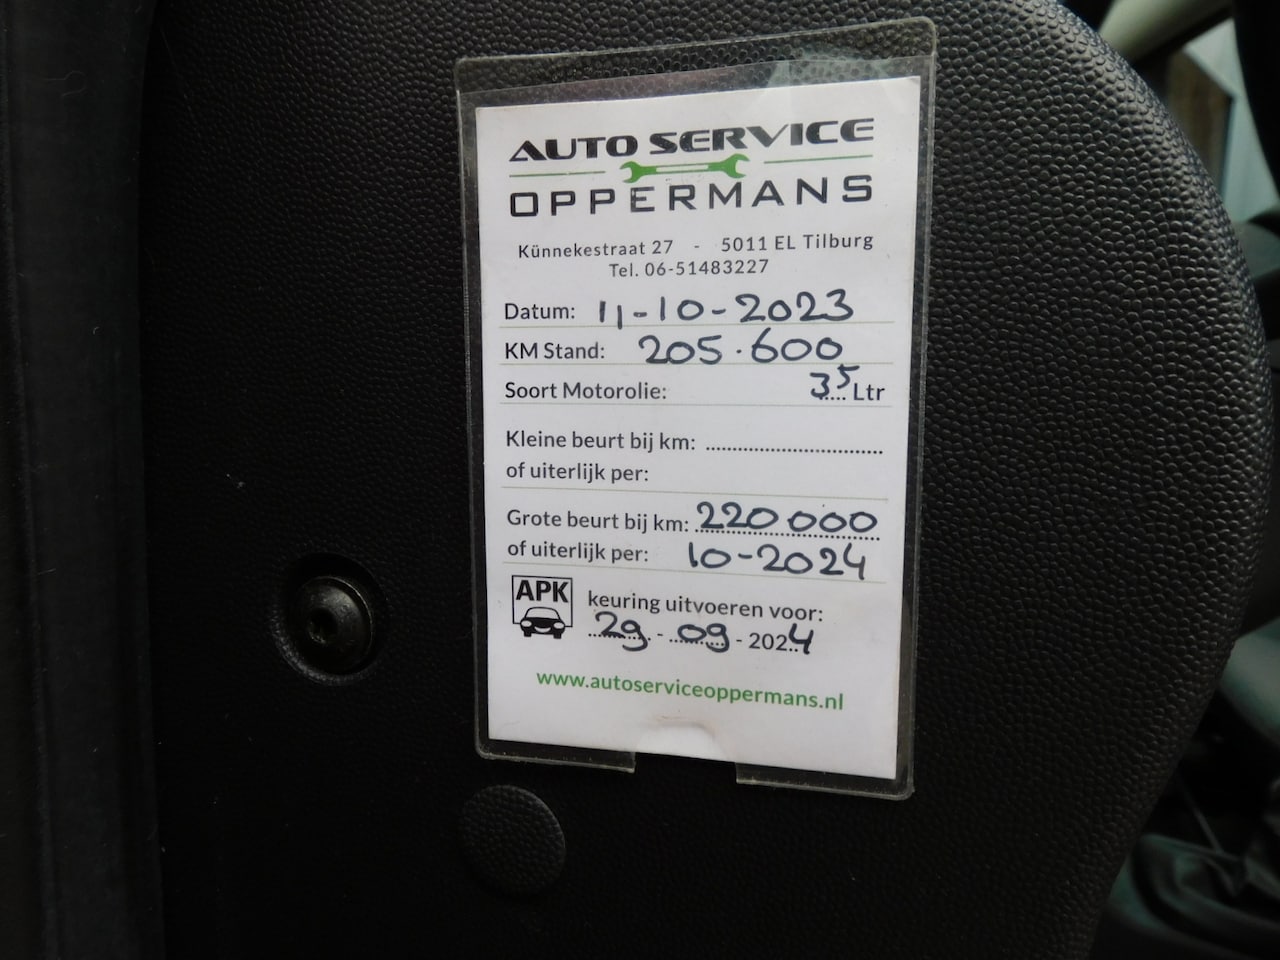 AUTO SERVICE
OPPERMANS
Künnekestraat 27 - 5011 EL Tilburg
Tel. 06-51483227
Datum: 11-10-2023
KM Stand: 205.600
Soort Motorolie: 3.5 Ltr
Kleine beurt bij km: ....................................
of uiterlijk per:
Grote beurt bij km: 220 000
of uiterlijk per: 10-2024
APK keuring uitvoeren voor:
29 - 09 - 2024
www.autoserviceoppermans.nl